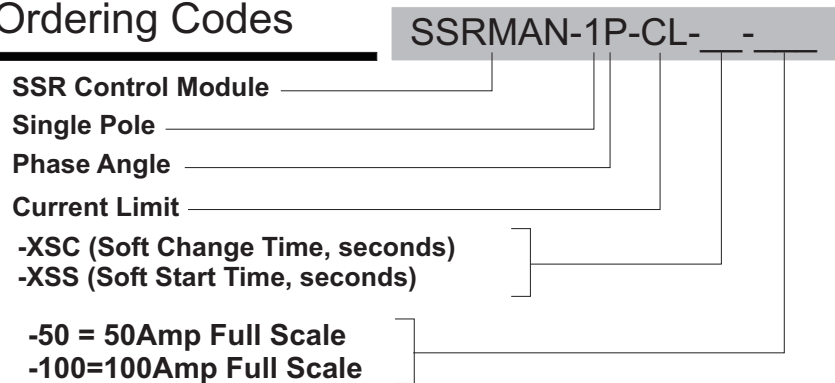 Ordering Codes
SSRMAN-1P-CL-__-___
SSR Control Module
Single Pole
Phase Angle
Current Limit
-XSC (Soft Change Time, seconds)
-XSS (Soft Start Time, seconds)
-50 = 50Amp Full Scale
-100=100Amp Full Scale